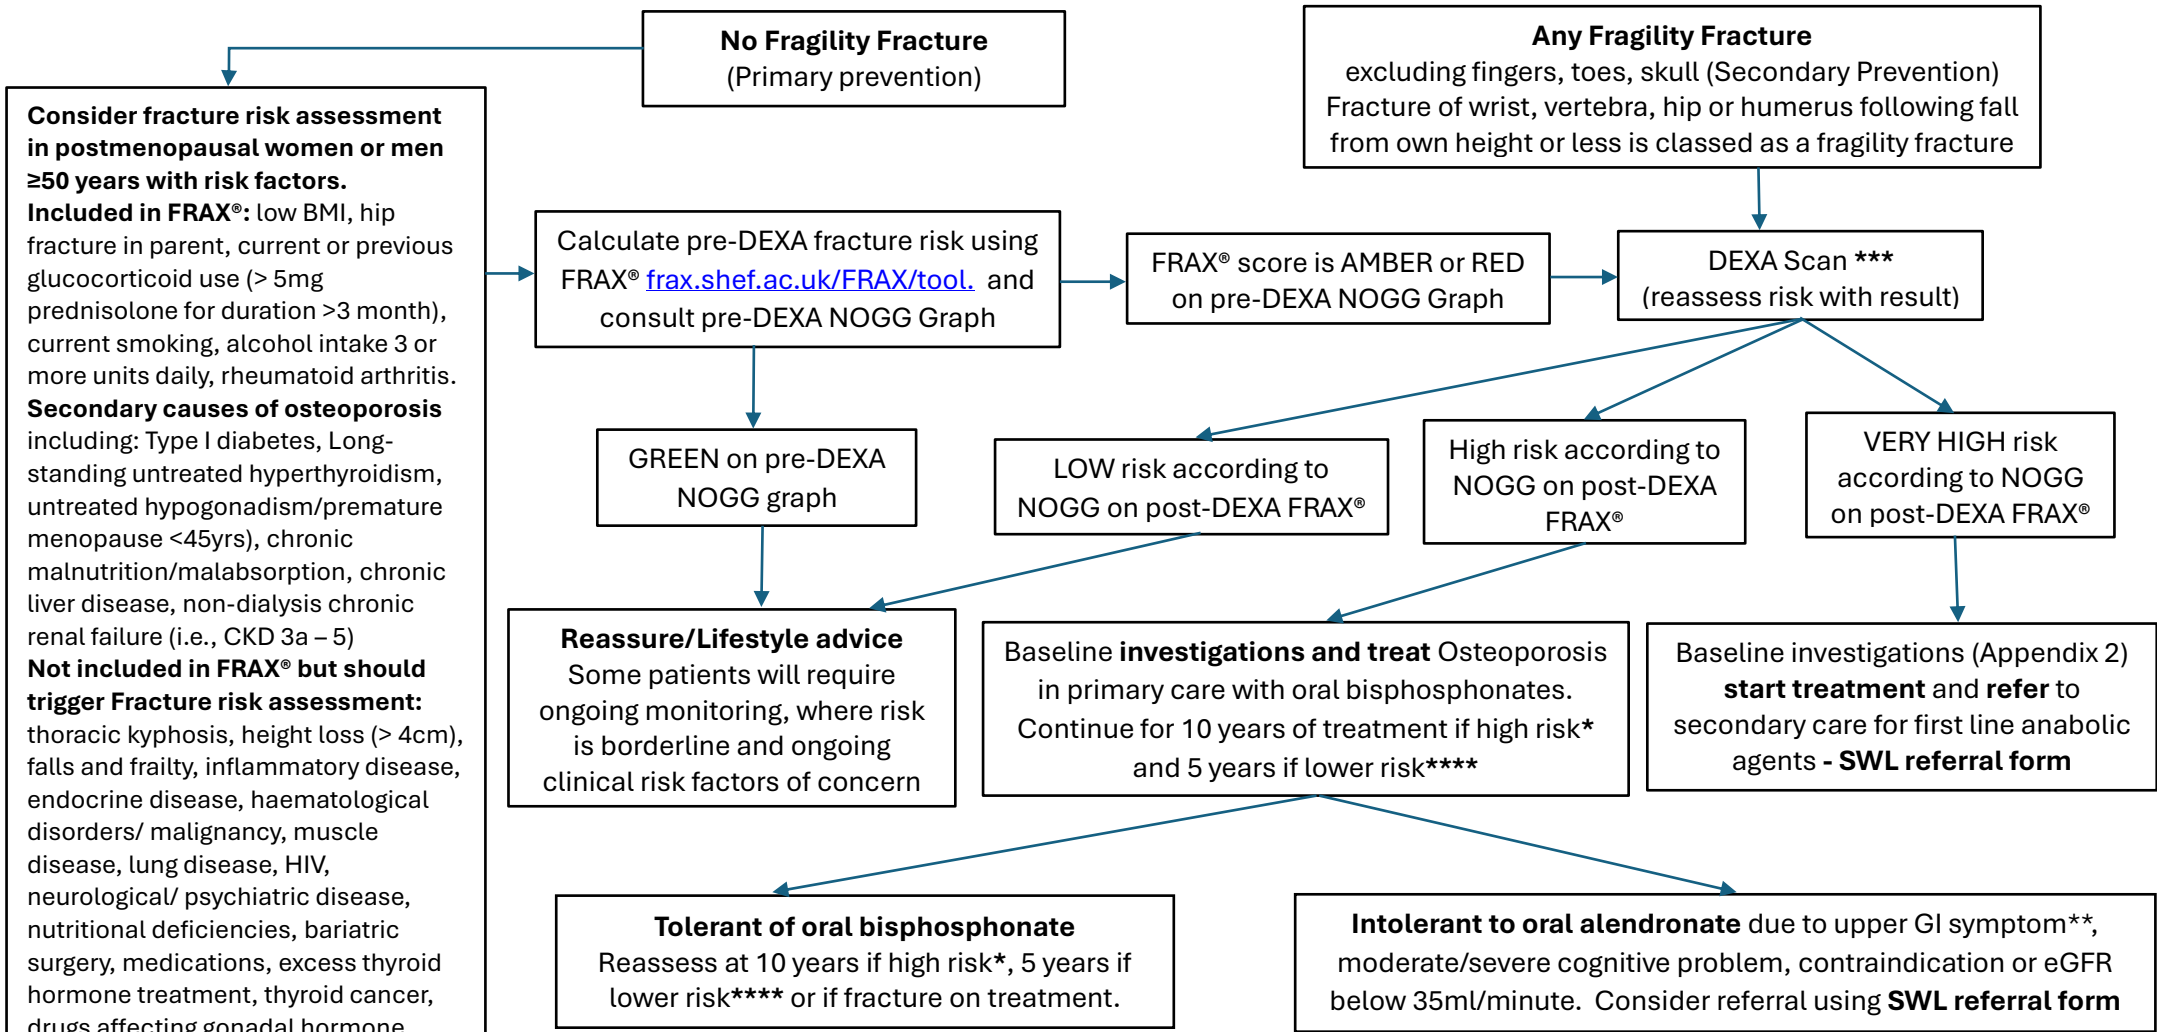 No Fragility Fracture
(Primary prevention)
Any Fragility Fracture
excluding fingers, toes, skull (Secondary Prevention)
Fracture of wrist, vertebra, hip or humerus following fall
from own height or less is classed as a fragility fracture
Consider fracture risk assessment
in postmenopausal women or men
≥50 years with risk factors.
Included in FRAX®: low BMI, hip
fracture in parent, current or previous
glucocorticoid use (> 5mg
prednisolone for duration >3 month),
current smoking, alcohol intake 3 or
more units daily, rheumatoid arthritis.
Secondary causes of osteoporosis
including: Type I diabetes, Long-
standing untreated hyperthyroidism,
untreated hypogonadism/premature
menopause <45yrs), chronic
malnutrition/malabsorption, chronic
liver disease, non-dialysis chronic
renal failure (i.e., CKD 3a – 5)
Not included in FRAX® but should
trigger Fracture risk assessment:
thoracic kyphosis, height loss (> 4cm),
falls and frailty, inflammatory disease,
endocrine disease, haematological
disorders/ malignancy, muscle
disease, lung disease, HIV,
neurological/ psychiatric disease,
nutritional deficiencies, bariatric
surgery, medications, excess thyroid
hormone treatment, thyroid cancer,
drugs affecting gonadal hormone
Calculate pre-DEXA fracture risk using
FRAX® frax.shef.ac.uk/FRAX/tool. and
consult pre-DEXA NOGG Graph
FRAX® score is AMBER or RED
on pre-DEXA NOGG Graph
DEXA Scan ***
(reassess risk with result)
GREEN on pre-DEXA
NOGG graph
LOW risk according to
NOGG on post-DEXA FRAX®
High risk according to
NOGG on post-DEXA
FRAX®
VERY HIGH risk
according to NOGG
on post-DEXA FRAX®
Reassure/Lifestyle advice
Some patients will require
ongoing monitoring, where risk
is borderline and ongoing
clinical risk factors of concern
Baseline investigations and treat Osteoporosis
in primary care with oral bisphosphonates.
Continue for 10 years of treatment if high risk*
and 5 years if lower risk****
Baseline investigations (Appendix 2)
start treatment and refer to
secondary care for first line anabolic
agents - SWL referral form
Tolerant of oral bisphosphonate
Reassess at 10 years if high risk*, 5 years if
lower risk**** or if fracture on treatment.
Intolerant to oral alendronate due to upper GI symptom**,
moderate/severe cognitive problem, contraindication or eGFR
below 35ml/minute. Consider referral using SWL referral form